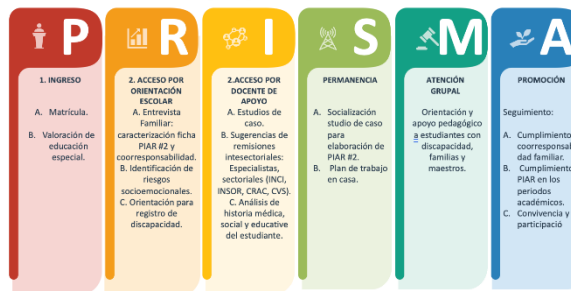 P
1. INGRESO
A. Matrícula.
B. Valoración de
educación
especial.
R
2. ACCESO POR
ORIENTACIÓN
ESCOLAR
A. Entrevista
Familiar:
caracterización ficha
PIAR #2 y
coorresponsabilidad.
B. Identificación de
riesgos
socioemocionales.
C. Orientación para
registro de
discapacidad.
I
2.ACCESO POR
DOCENTE DE
APOYO
A. Estudios de
caso.
B. Sugerencias de
remisiones
intesectoriales:
Especialistas,
sectoriales (INCI,
INSOR, CRAC, CVS).
C. Análisis de
historia médica,
social y educative
del estudiante.
S
PERMANENCIA
A. Socialización
studio de caso
para
elaboración de
PIAR #2.
B. Plan de trabajo
en casa.
M
ATENCIÓN
GRUPAL
Orientación y
apoyo pedagógico
a estudiantes con
discapacidad,
familias y
maestros.
A
PROMOCIÓN
Seguimiento:
A. Cumplimiento
coorresponsal
dad familiar.
B. Cumplimiento
PIAR en los
periodos
académicos.
C. Convivencia y
participació